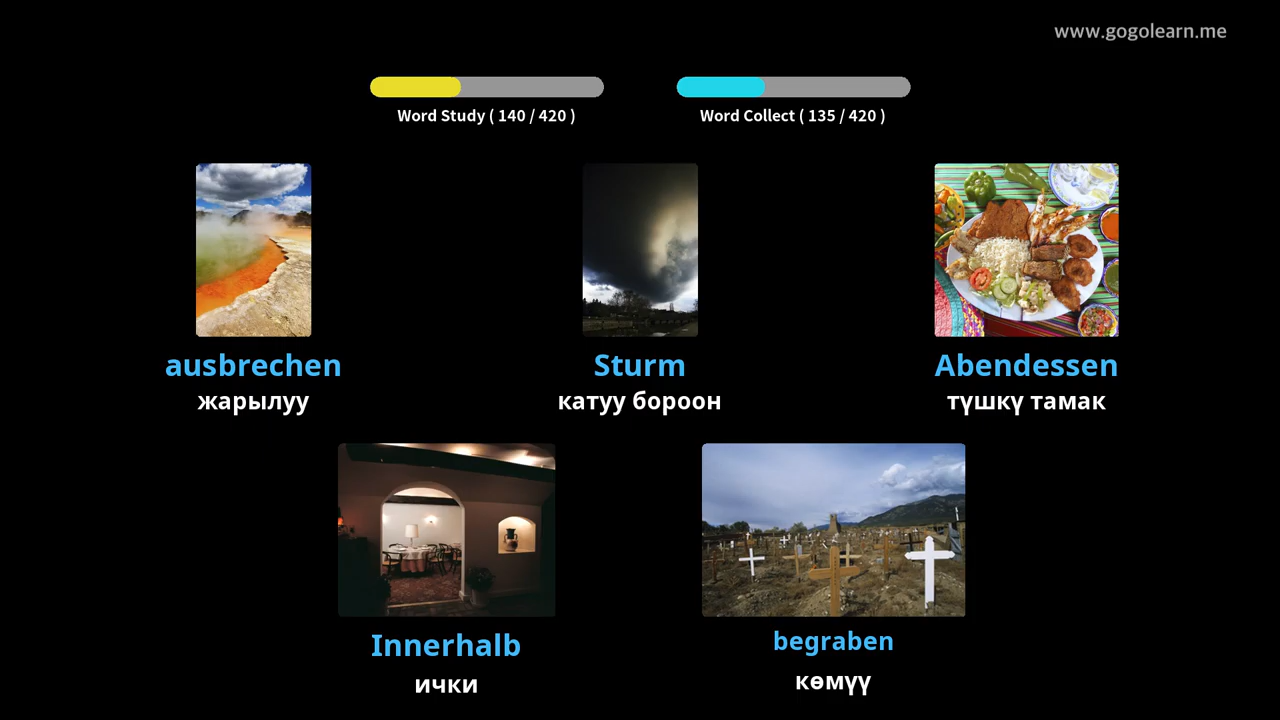 www.gogolearn.me
Word Study ( 140 / 420 )
Word Collect ( 135 / 420 )
ausbrechen
жарылуу
Sturm
катуу бороон
Abendessen
түшкү тамак
Innerhalb
ички
begraben
көмүү